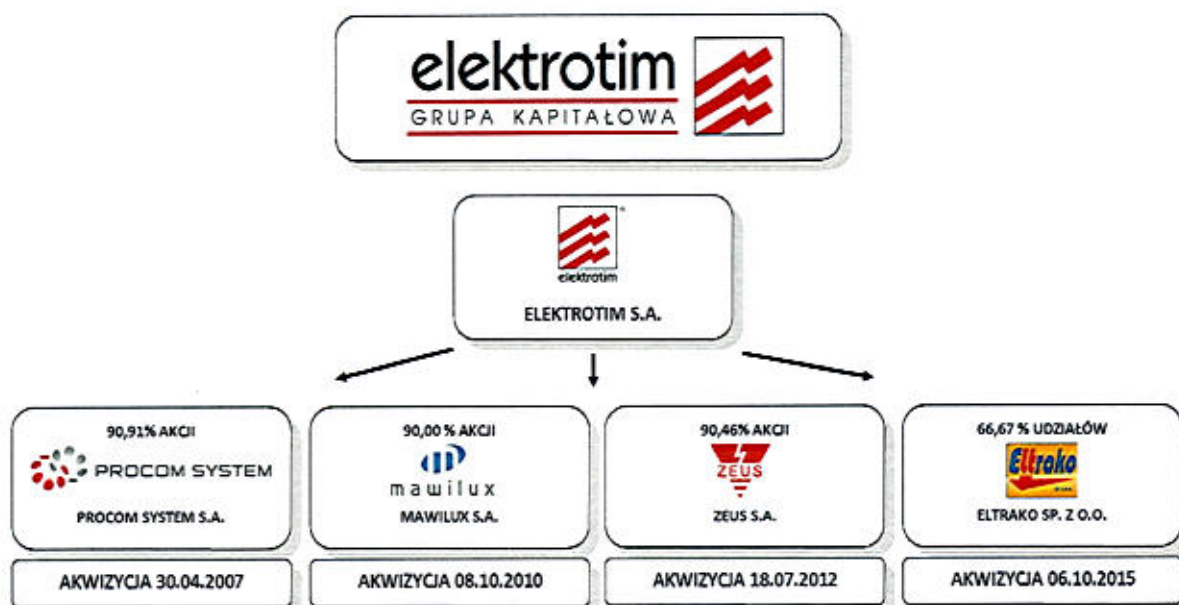 elektrotim
GRUPA KAPITAŁOWA
elektrotim
ELEKTROTIM S.A.
90,91% AKCJI
PROCOM SYSTEM
PROCOM SYSTEM S.A.
90,00 % AKCJI
mawilux
MAWILUX S.A.
90,46% AKCJI
ZEUS
ZEUS S.A.
66,67 % UDZIAŁÓW
Eltrako
ELTRAKO SP. Z O.O.
AKWIZYCJA 30.04.2007
AKWIZYCJA 08.10.2010
AKWIZYCJA 18.07.2012
AKWIZYCJA 06.10.2015